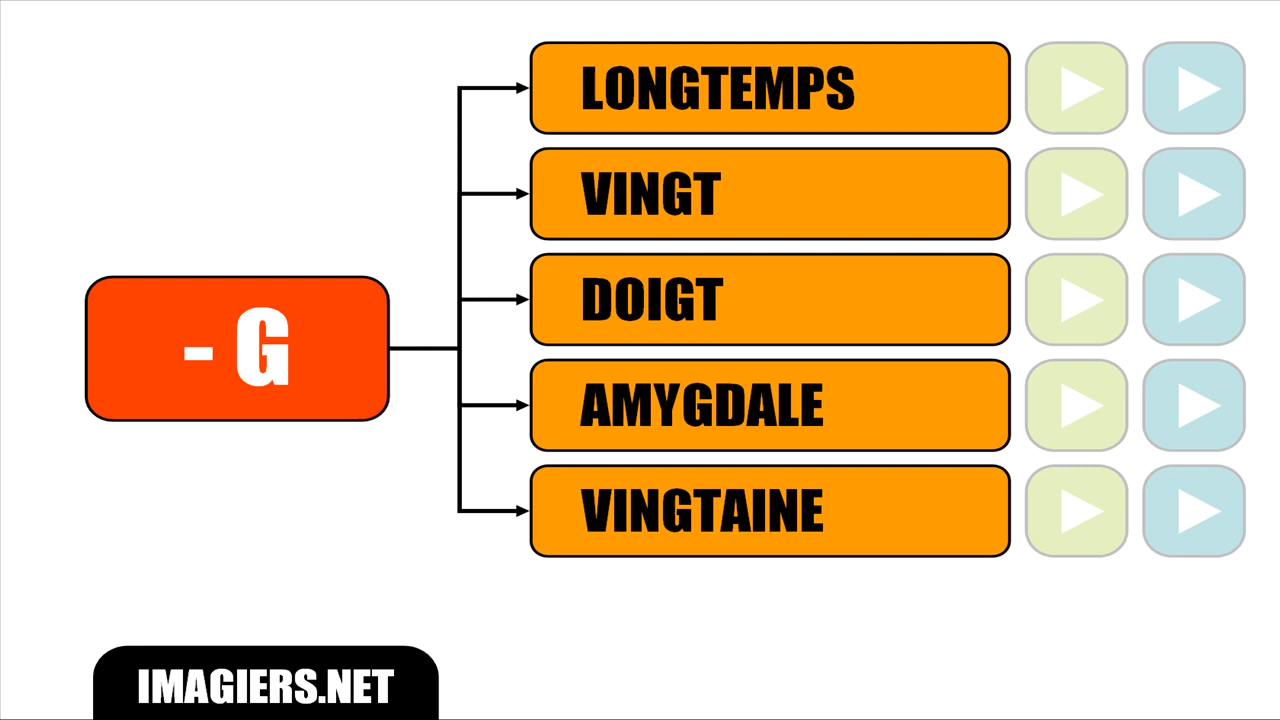 - G
LONGTEMPS
VINGT
DOIGT
AMYGDALE
VINGTAINE
IMAGIERS.NET